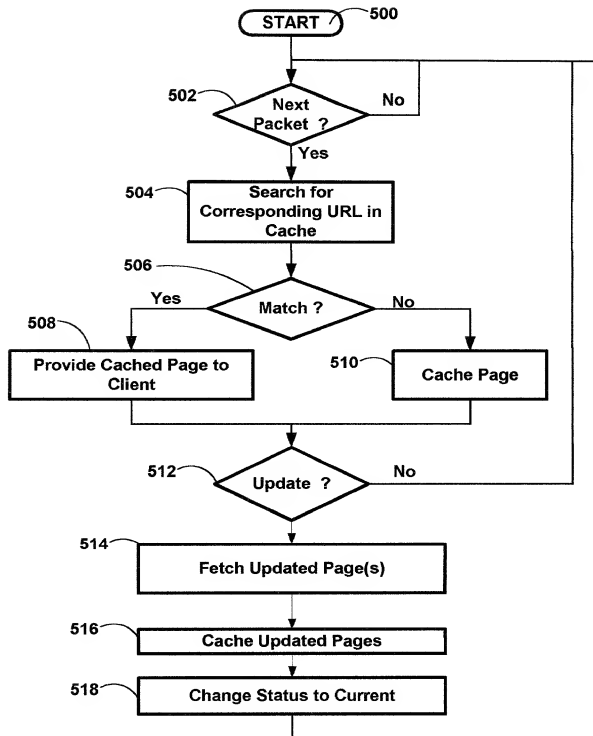 START
500
502
Next
Packet ?
No
Yes
504
Search for
Corresponding URL in
Cache
506
Match ?
Yes
No
508
Provide Cached Page to
Client
510
Cache Page
512
Update ?
No
514
Fetch Updated Page(s)
516
Cache Updated Pages
518
Change Status to Current